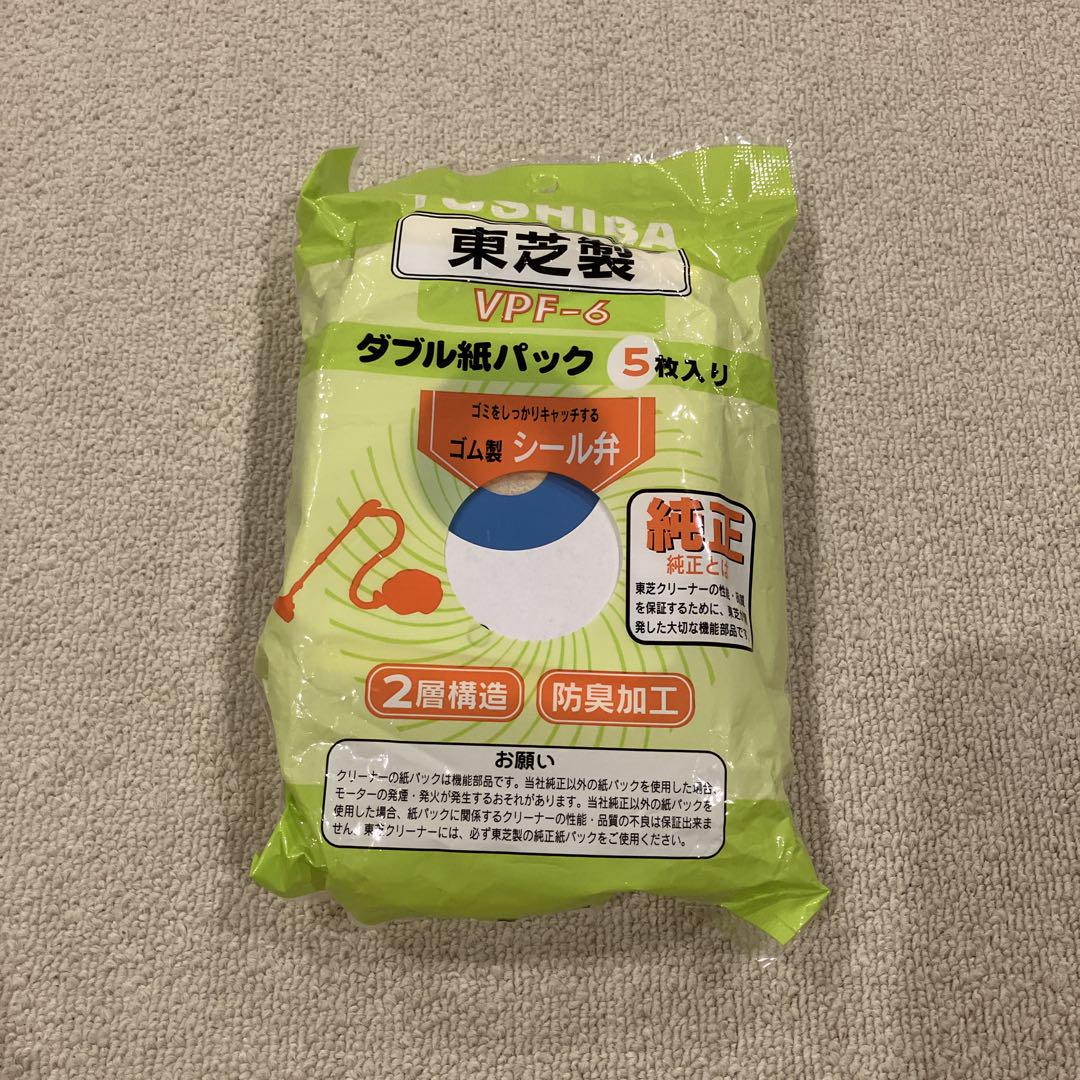 TOSHIBA
東芝製
VPF-6
ダブル紙パック 5枚入り
ゴミをしっかりキャッチする
ゴム製 シール弁
純正
純正とは
東芝クリーナーの性能・品質
を保証するために、東芝が開
発した大切な機能部品です。
2層構造 防臭加工
お願い
クリーナーの紙パックは機能部品です。当社純正以外の紙パックを使用した場合、
モーターの発煙・発火が発生するおそれがあります。当社純正以外の紙パックを
使用した場合、紙パックに関係するクリーナーの性能・品質の不良は保証出来ま
せん。東芝クリーナーには、必ず東芝製の純正紙パックをご使用ください。